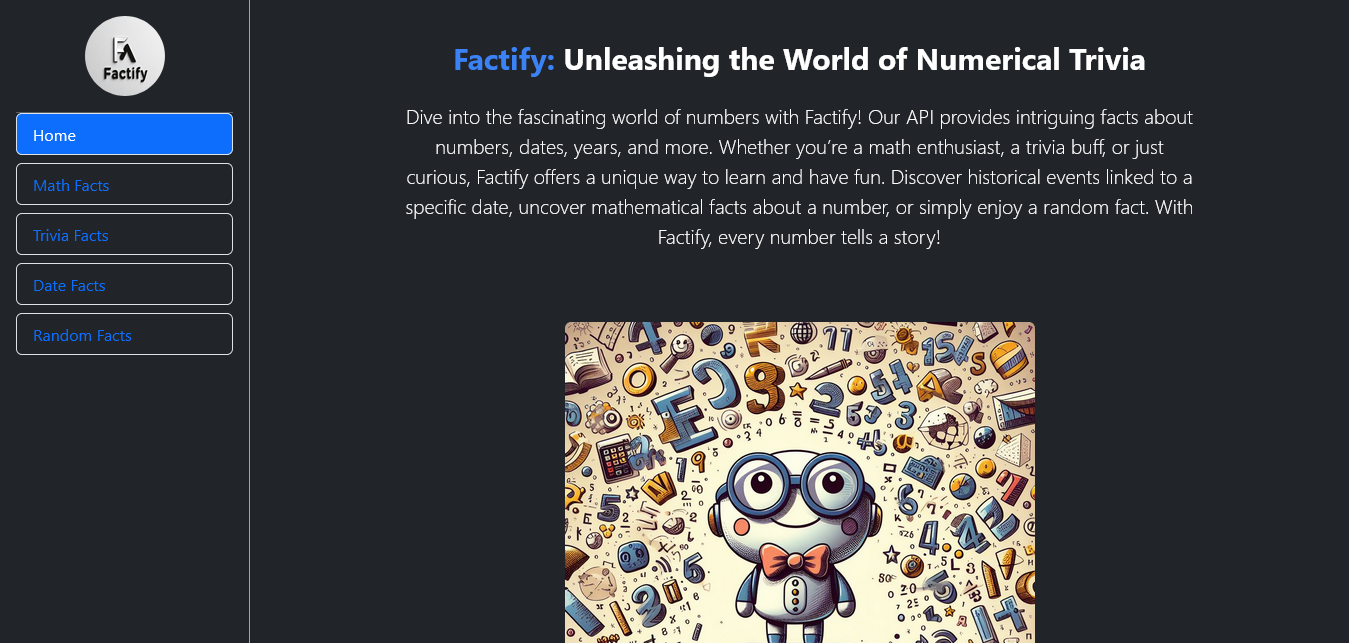 FA
Factify
Home
Math Facts
Trivia Facts
Date Facts
Random Facts
Factify: Unleashing the World of Numerical Trivia
Dive into the fascinating world of numbers with Factify! Our API provides intriguing facts about
numbers, dates, years, and more. Whether you’re a math enthusiast, a trivia buff, or just
curious, Factify offers a unique way to learn and have fun. Discover historical events linked to a
specific date, uncover mathematical facts about a number, or simply enjoy a random fact. With
Factify, every number tells a story!